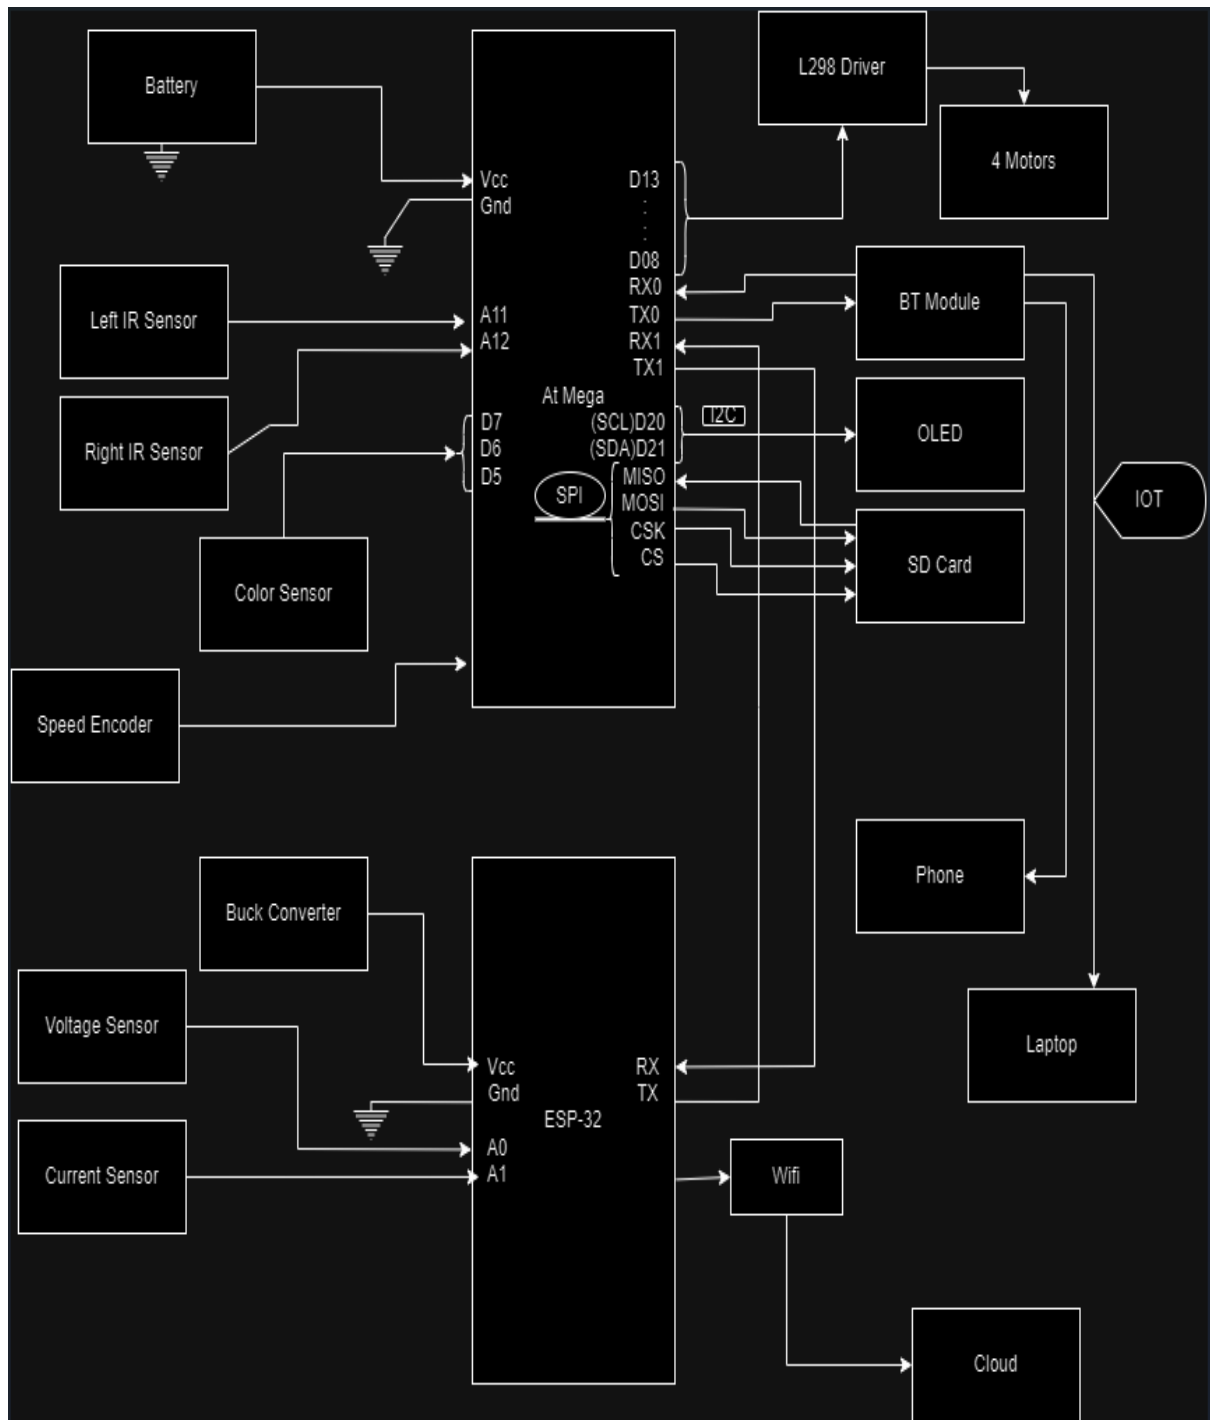 L298 Driver
Battery
4 Motors
Vcc
Gnd
D13
D08
RX0
TX0
RX1
TX1
BT Module
Left IR Sensor
A11
A12
At Mega
Right IR Sensor
D7
D6
D5
(SCL)D20
(SDA)D21
I2C
OLED
SPI
MISO
MOSI
CSK
CS
IOT
SD Card
Color Sensor
Speed Encoder
Phone
Buck Converter
Voltage Sensor
Laptop
Vcc
Gnd
RX
TX
ESP-32
A0
A1
Current Sensor
Wifi
Cloud